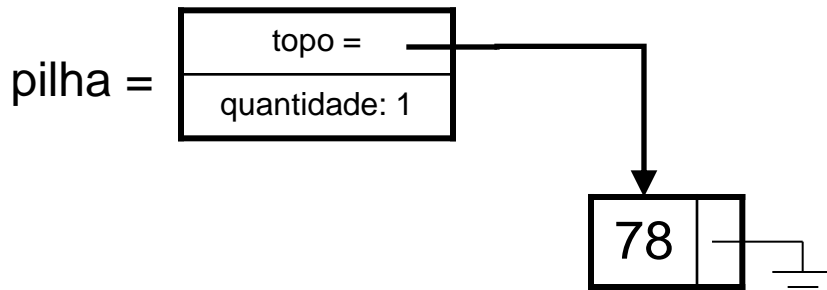 topo =
pilha =
quantidade: 1
78